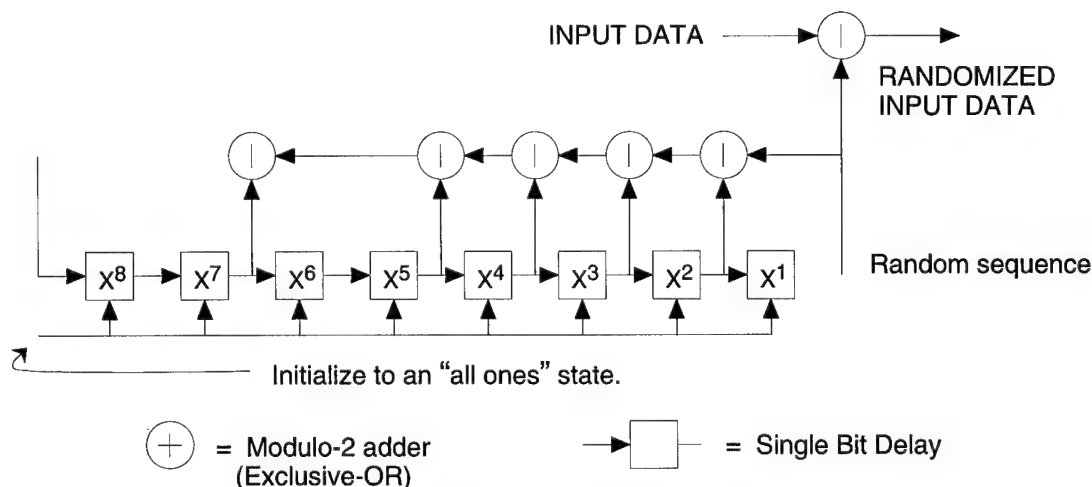 INPUT DATA
RANDOMIZED
INPUT DATA
X⁸ X⁷ X⁶ X⁵ X⁴ X³ X² X¹
Random sequence
Initialize to an “all ones” state.
= Modulo-2 adder
(Exclusive-OR)
= Single Bit Delay